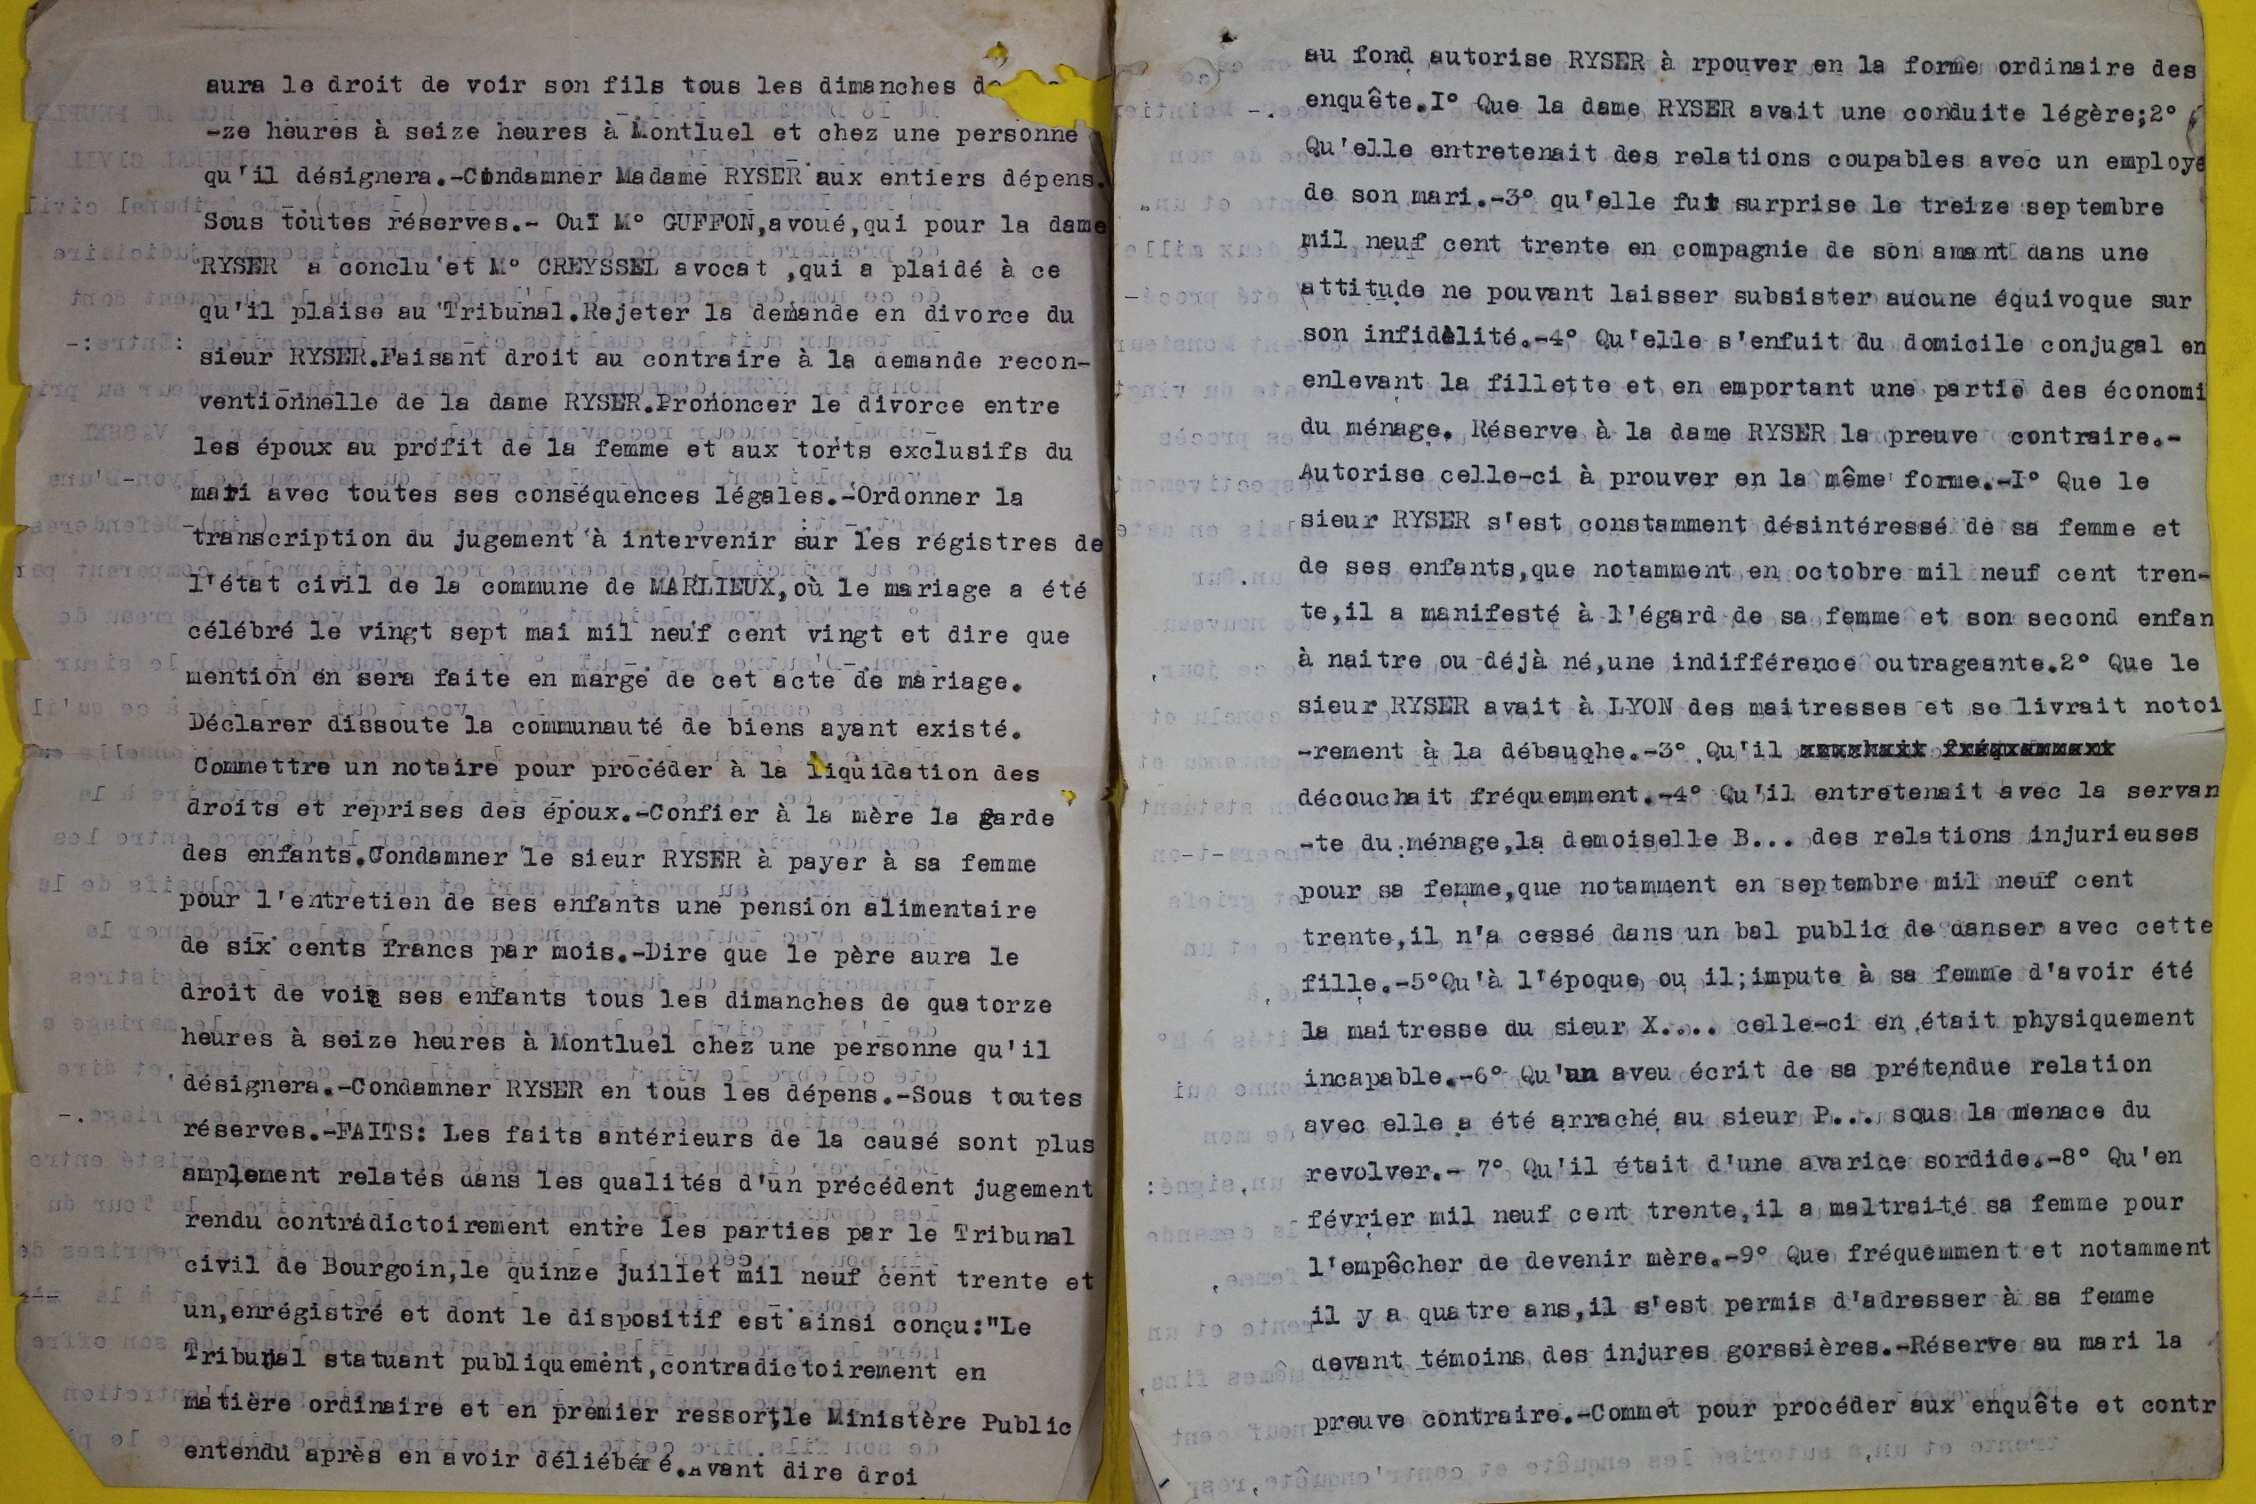 aura le droit de voir son fils tous les dimanches de
-ze heures à seize heures à Montluel et chez une personne
qu'il désignera.-Condamner Madame RYSER aux entiers dépens.
Sous toutes réserves.- Ouï M° GUFFON,avoué,qui pour la dame
RYSER a conclu et M° CREYSSEL avocat ,qui a plaidé à ce
qu'il plaise au Tribunal.Rejeter la demande en divorce du
sieur RYSER.Faisant droit au contraire à la demande recon-
ventionnelle de la dame RYSER.Prononcer le divorce entre
les époux au profit de la femme et aux torts exclusifs du
mari avec toutes ses conséquences légales.-Ordonner la
transcription du jugement à intervenir sur les régistres de
l'état civil de la commune de MARLIEUX,où le mariage a été
célébré le vingt sept mai mil neuf cent vingt et dire que
mention en sera faite en marge de cet acte de mariage.
Déclarer dissoute la communauté de biens ayant existé.
Commettre un notaire pour procéder à la liquidation des
droits et reprises des époux.-Confier à la mère la garde
des enfants.Condamner le sieur RYSER à payer à sa femme
pour l'entretien de ses enfants une pension alimentaire
de six cents francs par mois.-Dire que le père aura le
droit de voir ses enfants tous les dimanches de quatorze
heures à seize heures à Montluel chez une personne qu'il
désignera.-Condamner RYSER en tous les dépens.-Sous toutes
réserves.-FAITS: Les faits antérieurs de la causé sont plus
amplement relatés dans les qualités d'un précédent jugement
rendu contradictoirement entre les parties par le Tribunal
civil de Bourgoin,le quinze juillet mil neuf cent trente et
un,enrégistré et dont le dispositif est ainsi conçu:"Le
Tribunal statuant publiquement,contradictoirement en
matière ordinaire et en premier ressort,le Ministère Public
entendu après en avoir déliébéré.Avant dire droi
au fond autorise RYSER à rpouver en la forme ordinaire des
enquête.I° Que la dame RYSER avait une conduite légère;2°
Qu'elle entretenait des relations coupables avec un employé
de son mari.-3° qu'elle fut surprise le treize septembre
mil neuf cent trente en compagnie de son amant dans une
attitude ne pouvant laisser subsister aucune équivoque sur
son infidélité.-4° Qu'elle s'enfuit du domicile conjugal en
enlevant la fillette et en emportant une partie des économi
du ménage. Réserve à la dame RYSER la preuve contraire.-
Autorise celle-ci à prouver en la même forme.-I° Que le
sieur RYSER s'est constamment désintéressé de sa femme et
de ses enfants,que notamment en octobre mil neuf cent tren-
te,il a manifesté à l'égard de sa femme et son second enfan
à naitre ou déjà né,une indifférence outrageante.2° Que le
sieur RYSER avait à LYON des maitresses et se livrait notoi
-rement à la débauche.-3° Qu'il
découchait fréquemment.-4° Qu'il entretenait avec la servan
-te du ménage,la demoiselle B... des relations injurieuses
pour sa femme,que notamment en septembre mil neuf cent
trente,il n'a cessé dans un bal public de danser avec cette
fille.-5°Qu'à l'époque ou il;impute à sa femme d'avoir été
la maitresse du sieur X.... celle-ci en était physiquement
incapable.-6° Qu'un aveu écrit de sa prétendue relation
avec elle a été arraché au sieur P... sous la menace du
revolver.- 7° Qu'il était d'une avarice sordide.-8° Qu'en
février mil neuf cent trente,il a maltraité sa femme pour
l'empêcher de devenir mère.-9° Que fréquemment et notamment
il y a quatre ans,il s'est permis d'adresser à sa femme
devant témoins des injures gorssières.-Réserve au mari la
preuve contraire.-Commet pour procéder aux enquête et contr